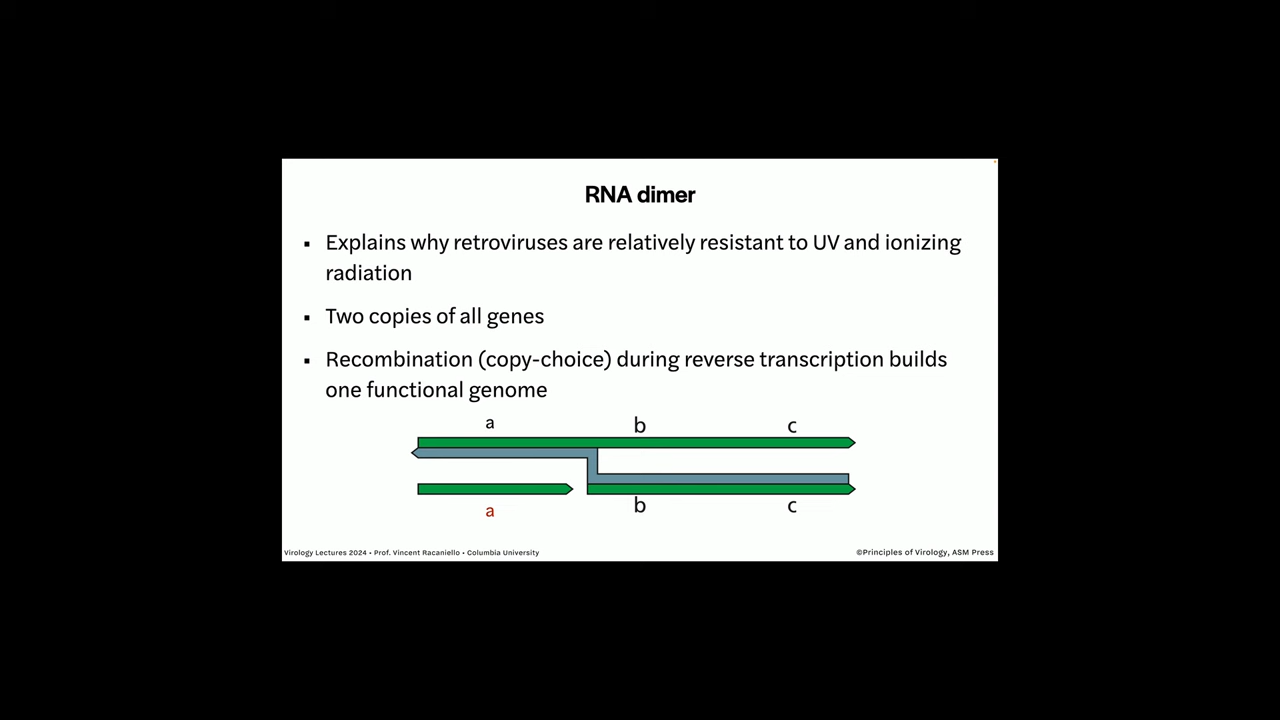 RNA dimer
▪ Explains why retroviruses are relatively resistant to UV and ionizing
radiation
▪ Two copies of all genes
▪ Recombination (copy-choice) during reverse transcription builds
one functional genome
a b c
a b c
Virology Lectures 2024 • Prof. Vincent Racaniello • Columbia University
©Principles of Virology, ASM Press